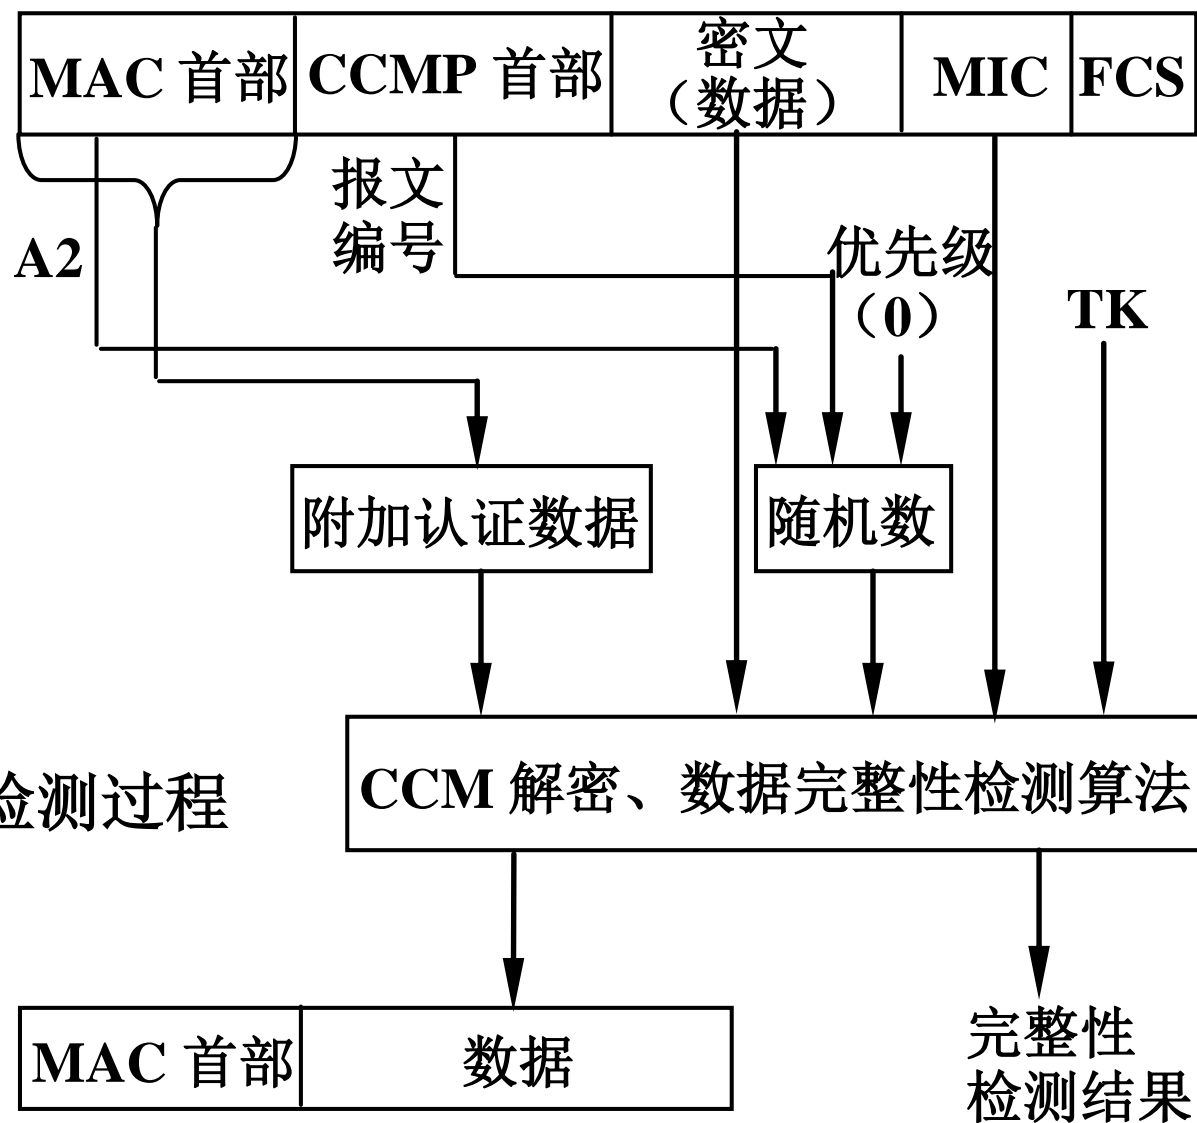 MAC 首部
CCMP 首部
密文
（数据）
MIC
FCS
报文
编号
A2
优先级
（0）
TK
附加认证数据
随机数
检测过程
CCM 解密、数据完整性检测算法
MAC 首部
数据
完整性
检测结果